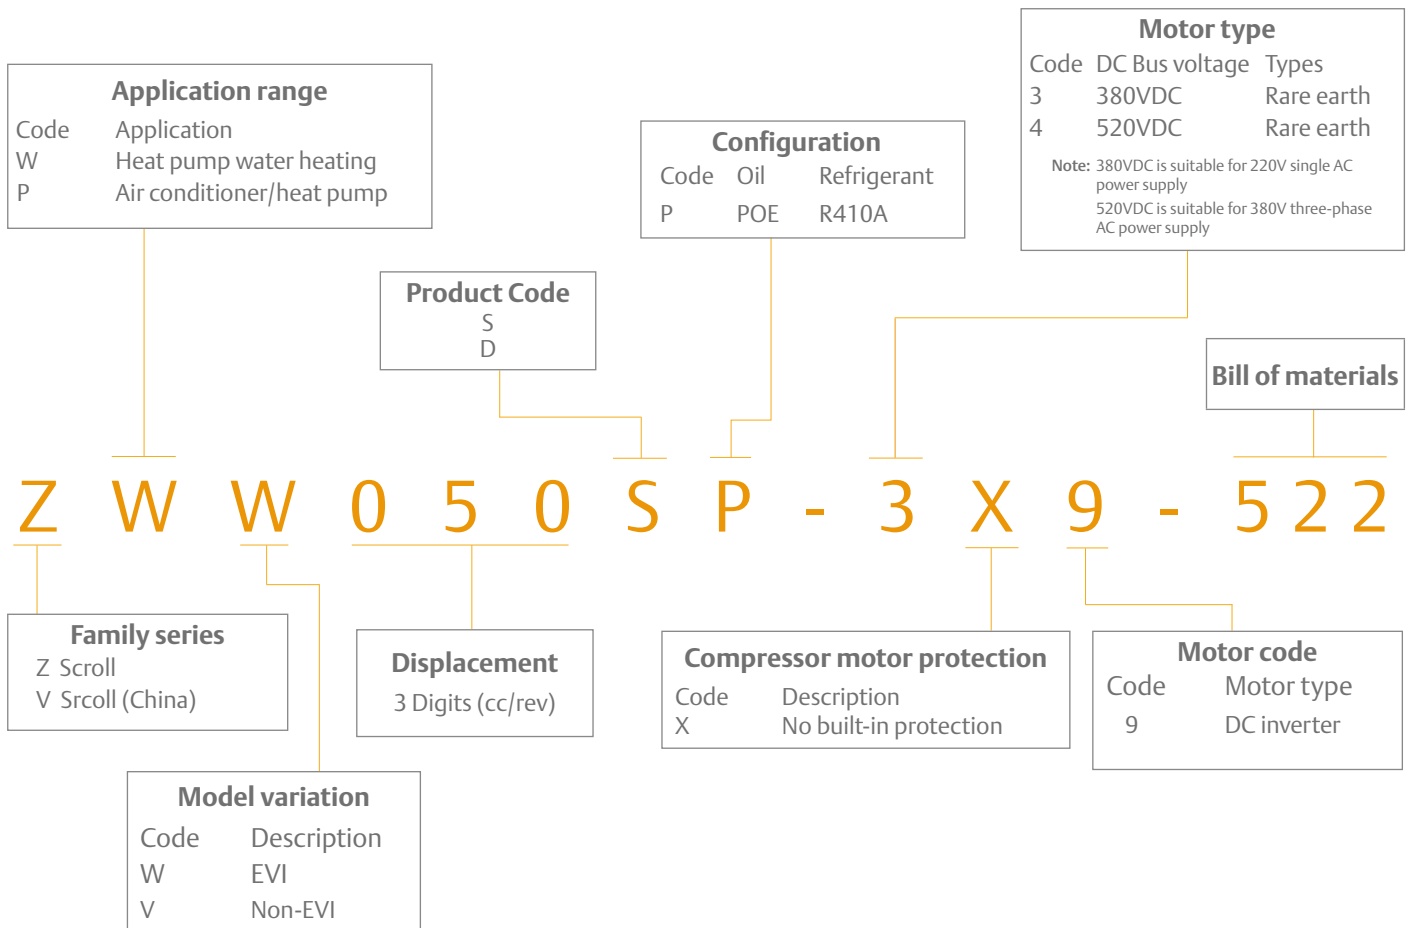 Motor type
Code DC Bus voltage Types
3 380VDC Rare earth
4 520VDC Rare earth
Note: 380VDC is suitable for 220V single AC
power supply
520VDC is suitable for 380V three-phase
AC power supply
Application range
Code Application
W Heat pump water heating
P Air conditioner/heat pump
Configuration
Code Oil Refrigerant
P POE R410A
Product Code
S
D
Bill of materials
Z W W 0 5 0 S P - 3 X 9 - 5 2 2
Family series
Z Scroll
V Srcoll (China)
Displacement
3 Digits (cc/rev)
Compressor motor protection
Code Description
X No built-in protection
Motor code
Code Motor type
9 DC inverter
Model variation
Code Description
W EVI
V Non-EVI